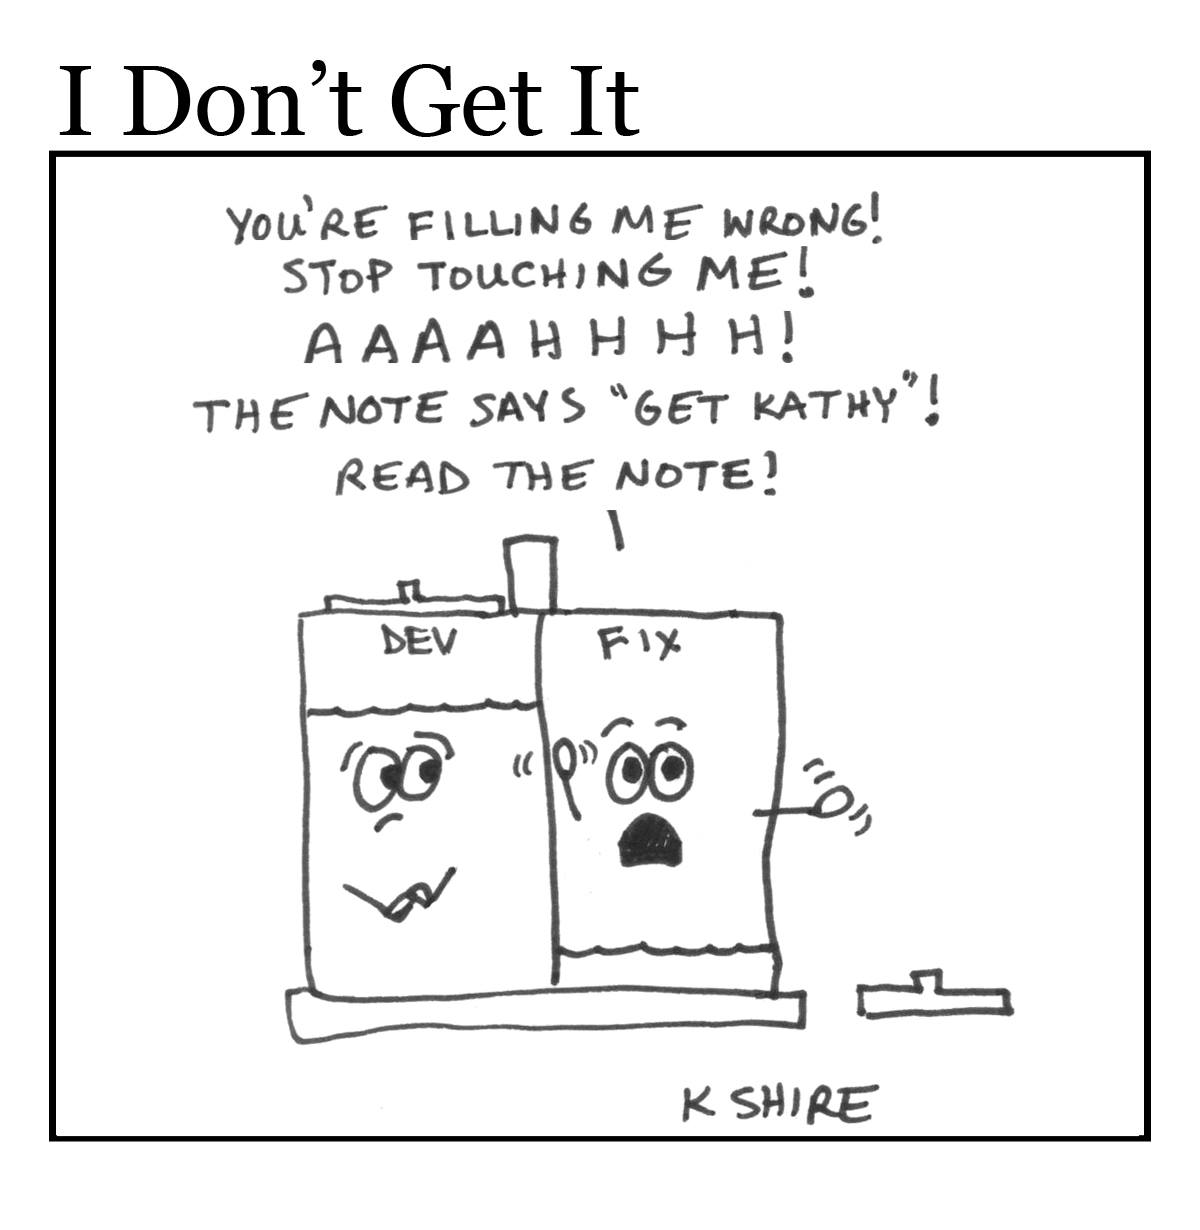 I Don't Get It
YOU'RE FILLING ME WRONG!
STOP TOUCHING ME!
AAAAHHHH!
THE NOTE SAYS "GET KATHY"!
READ THE NOTE!
DEV
FIX
K SHIRE